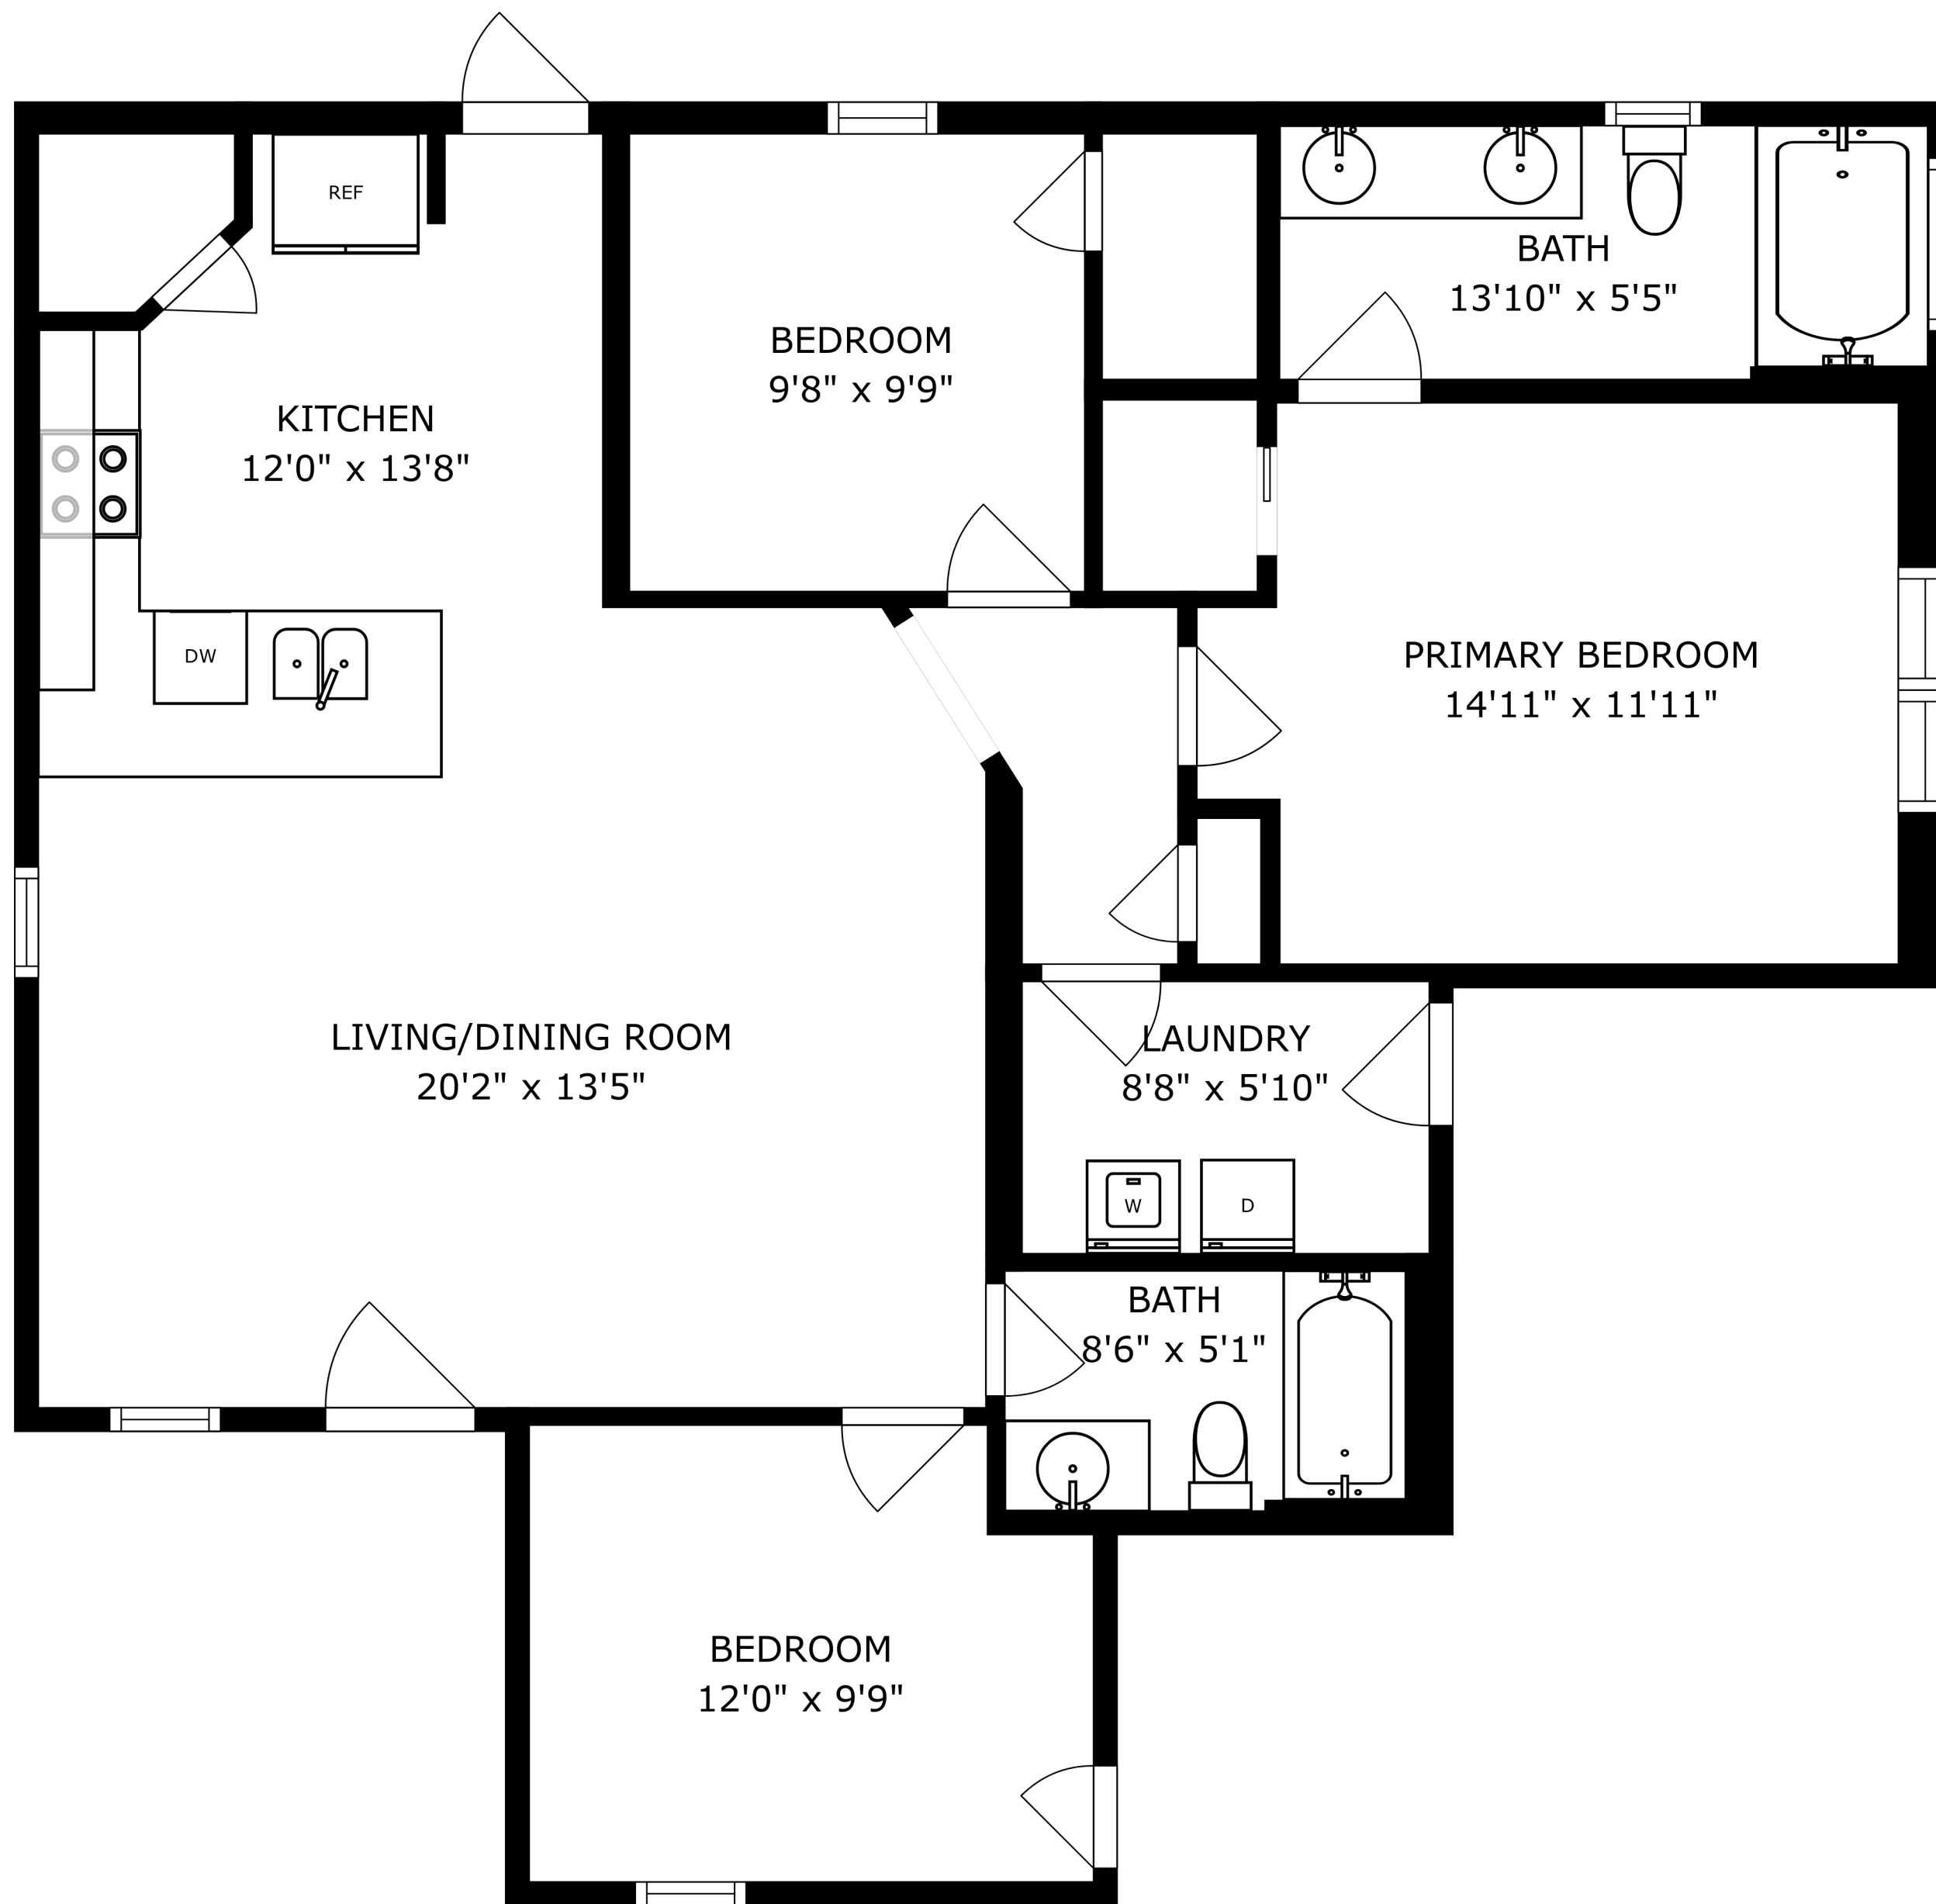 REF
BATH
13'10" x 5'5"
BEDROOM
9'8" x 9'9"
KITCHEN
12'0" x 13'8"
DW
PRIMARY BEDROOM
14'11" x 11'11"
LIVING/DINING ROOM
20'2" x 13'5"
LAUNDRY
8'8" x 5'10"
W
D
BATH
8'6" x 5'1"
BEDROOM
12'0" x 9'9"